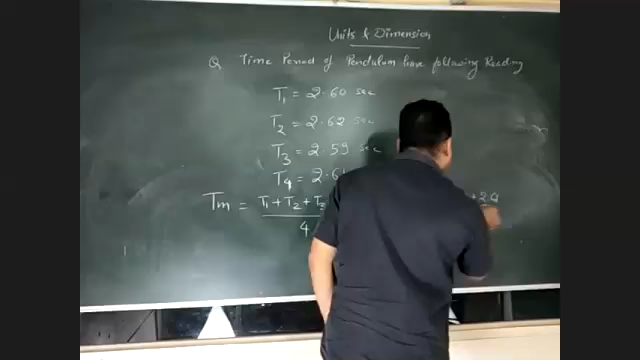 Units & Dimension
Q Time Period of Pendulum have following Reading
T1 = 2.60 sec
T2 = 2.62 sec
T3 = 2.59 sec
T4 = 2.6
Tm = T1 + T2 + T3
4